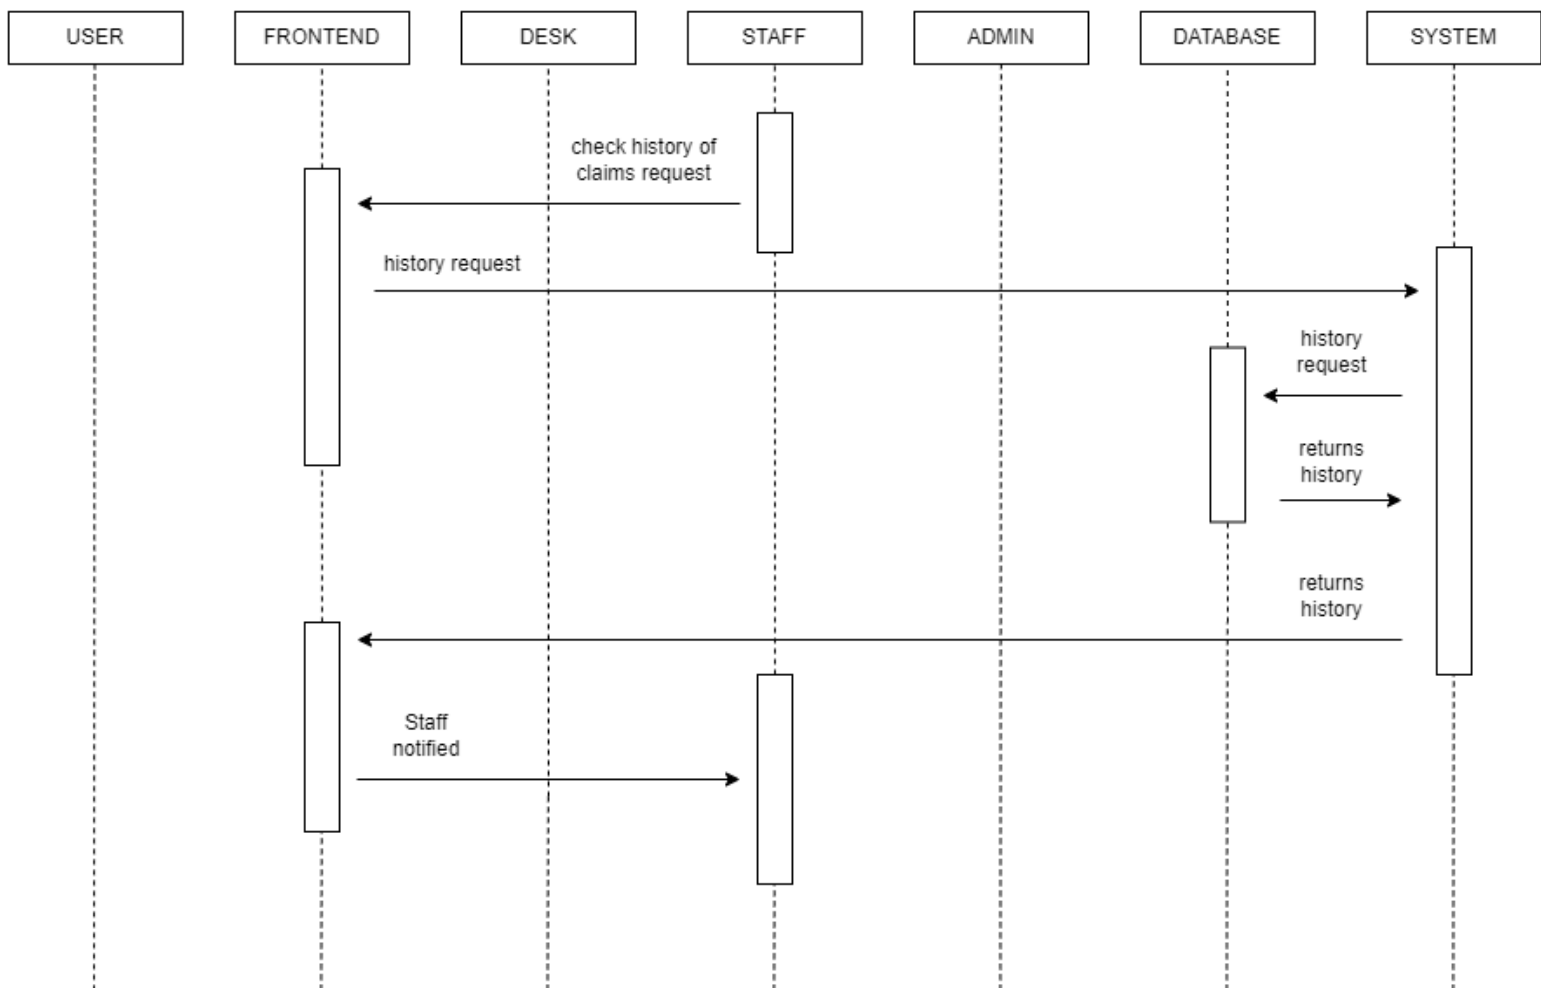 USER
FRONTEND
DESK
STAFF
ADMIN
DATABASE
SYSTEM
check history of
claims request
history request
history
request
returns
history
returns
history
Staff
notified